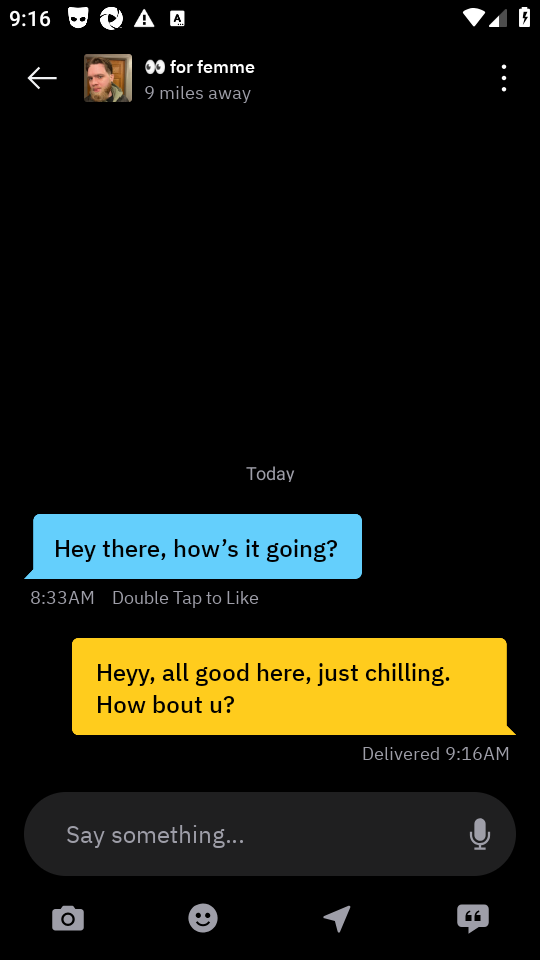 9:16
👀 for femme
9 miles away
Today
Hey there, how’s it going?
8:33AM Double Tap to Like
Heyy, all good here, just chilling.
How bout u?
Delivered 9:16AM
Say something...